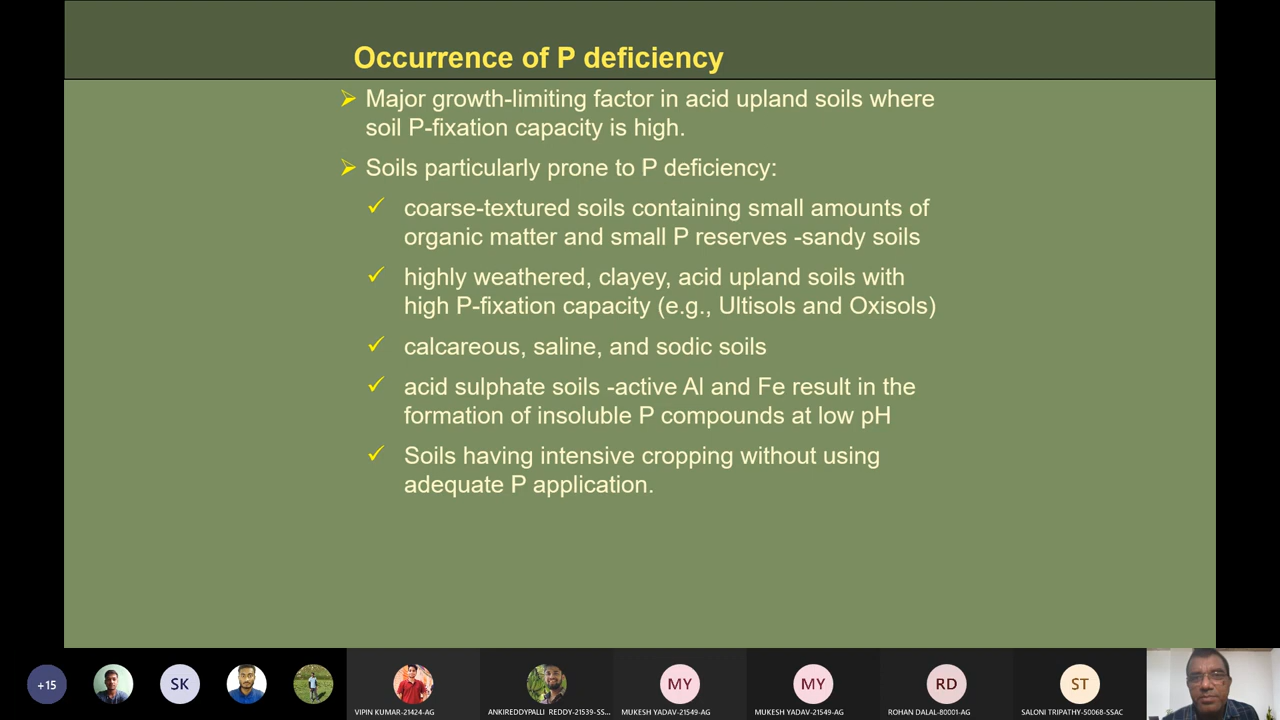 Occurrence of P deficiency
Major growth-limiting factor in acid upland soils where
soil P-fixation capacity is high.
Soils particularly prone to P deficiency:
coarse-textured soils containing small amounts of
organic matter and small P reserves -sandy soils
highly weathered, clayey, acid upland soils with
high P-fixation capacity (e.g., Ultisols and Oxisols)
calcareous, saline, and sodic soils
acid sulphate soils -active Al and Fe result in the
formation of insoluble P compounds at low pH
Soils having intensive cropping without using
adequate P application.
+15
SK
MY
MY
RD
ST
VIPIN KUMAR-21424-AG
ANKIREDDYPALLI REDDY-21539-SS...
MUKESH YADAV-21549-AG
MUKESH YADAV-21549-AG
ROHAN DALAL-80001-AG
SALONI TRIPATHY-50068-SSAC